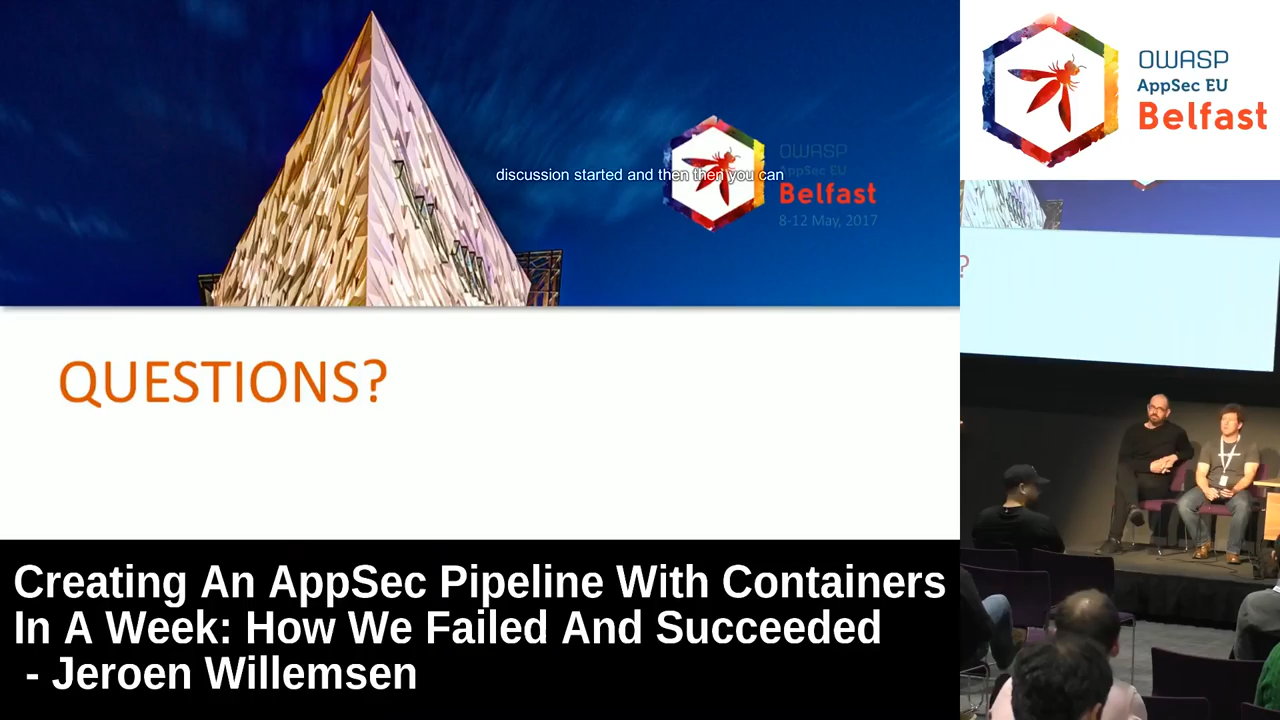 OWASP
AppSec EU
Belfast
8-12 May, 2017
discussion started and then then you can
QUESTIONS?
OWASP
AppSec EU
Belfast
?
Creating An AppSec Pipeline With Containers
In A Week: How We Failed And Succeeded
- Jeroen Willemsen